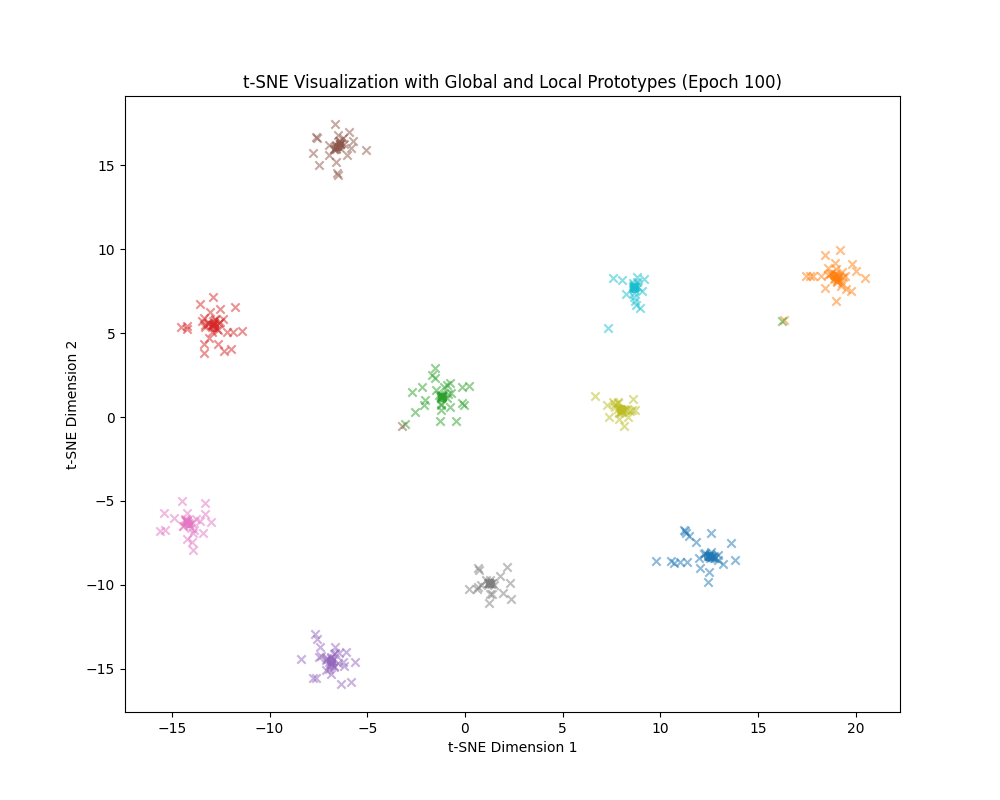 t-SNE Visualization with Global and Local Prototypes (Epoch 100)
15
10
5
0
−5
−10
−15
t-SNE Dimension 2
−15 −10 −5 0 5 10 15 20
t-SNE Dimension 1